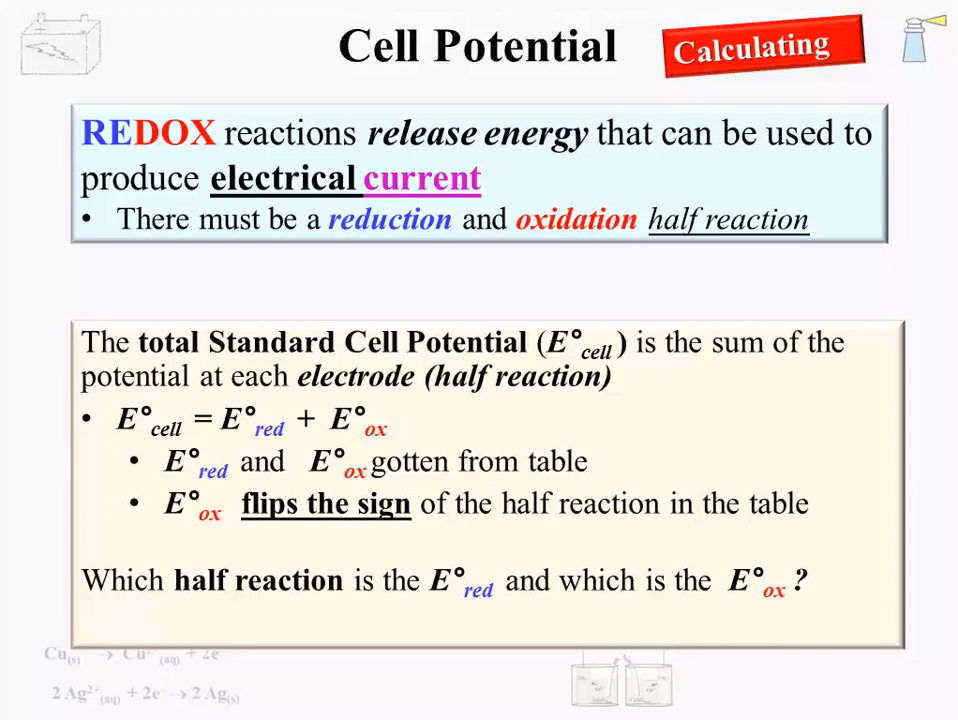 Cell Potential
Calculating
REDOX reactions release energy that can be used to
produce electrical current
• There must be a reduction and oxidation half reaction
The total Standard Cell Potential (E°cell ) is the sum of the
potential at each electrode (half reaction)
• E°cell = E°red + E°ox
• E°red and E°ox gotten from table
• E°ox flips the sign of the half reaction in the table
Which half reaction is the E°red and which is the E°ox ?
Cu(s) → Cu (aq) + 2e
2 Ag2+(aq) + 2e → 2 Ag(s)